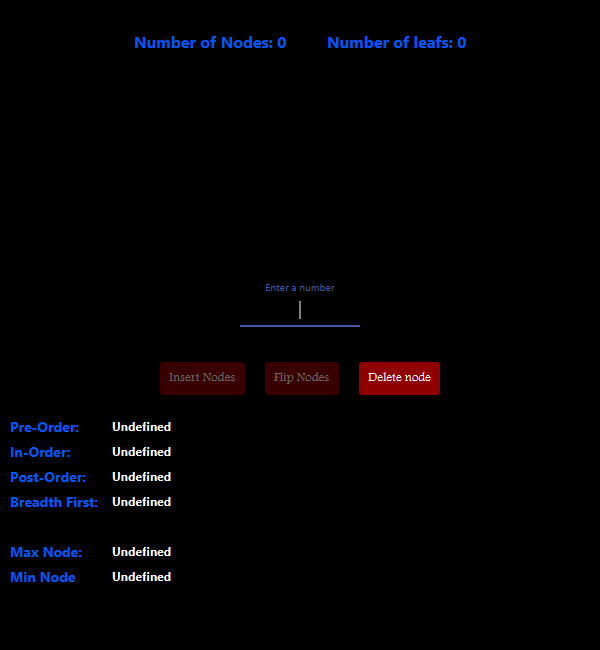 Number of Nodes: 0 Number of leafs: 0
Enter a number
Insert Nodes Flip Nodes Delete node
Pre-Order: Undefined
In-Order: Undefined
Post-Order: Undefined
Breadth First: Undefined
Max Node: Undefined
Min Node Undefined